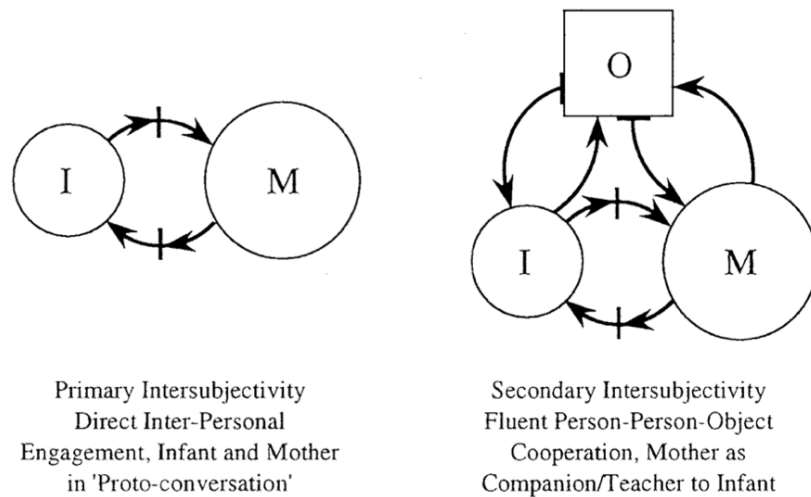 I
M
Primary Intersubjectivity
Direct Inter-Personal
Engagement, Infant and Mother
in 'Proto-conversation'
O
I
M
Secondary Intersubjectivity
Fluent Person-Person-Object
Cooperation, Mother as
Companion/Teacher to Infant